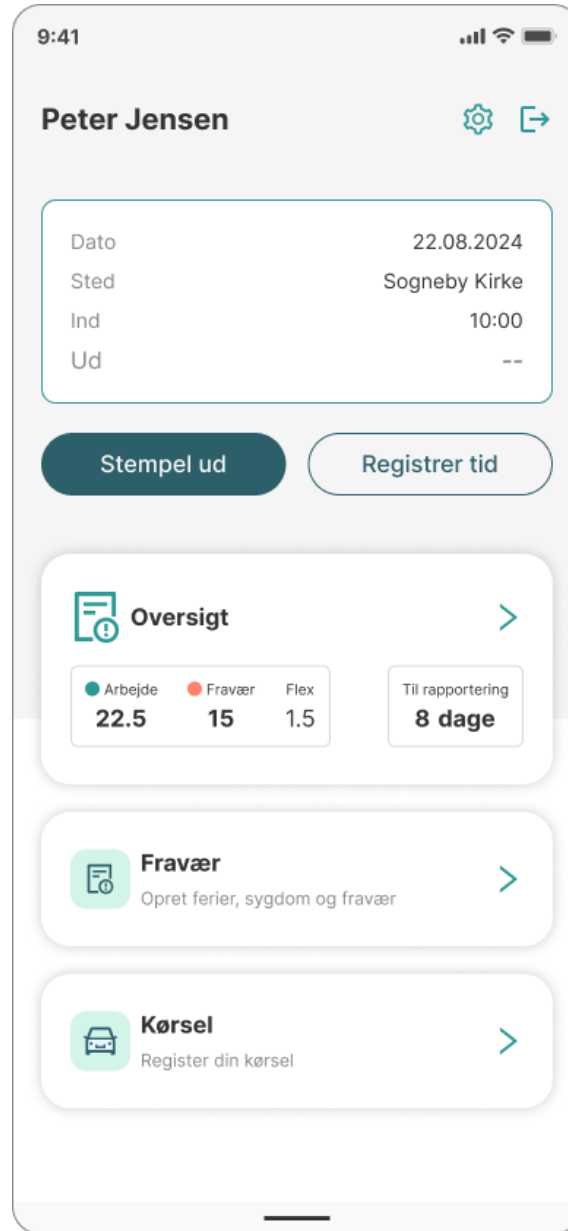 9:41
Peter Jensen
Dato 22.08.2024
Sted Sogneby Kirke
Ind 10:00
Ud --
Stempel ud Registrer tid
Oversigt
Arbejde Fravær Flex Til rapportering
22.5 15 1.5 8 dage
Fravær
Opret ferier, sygdom og fravær
Kørsel
Register din kørsel